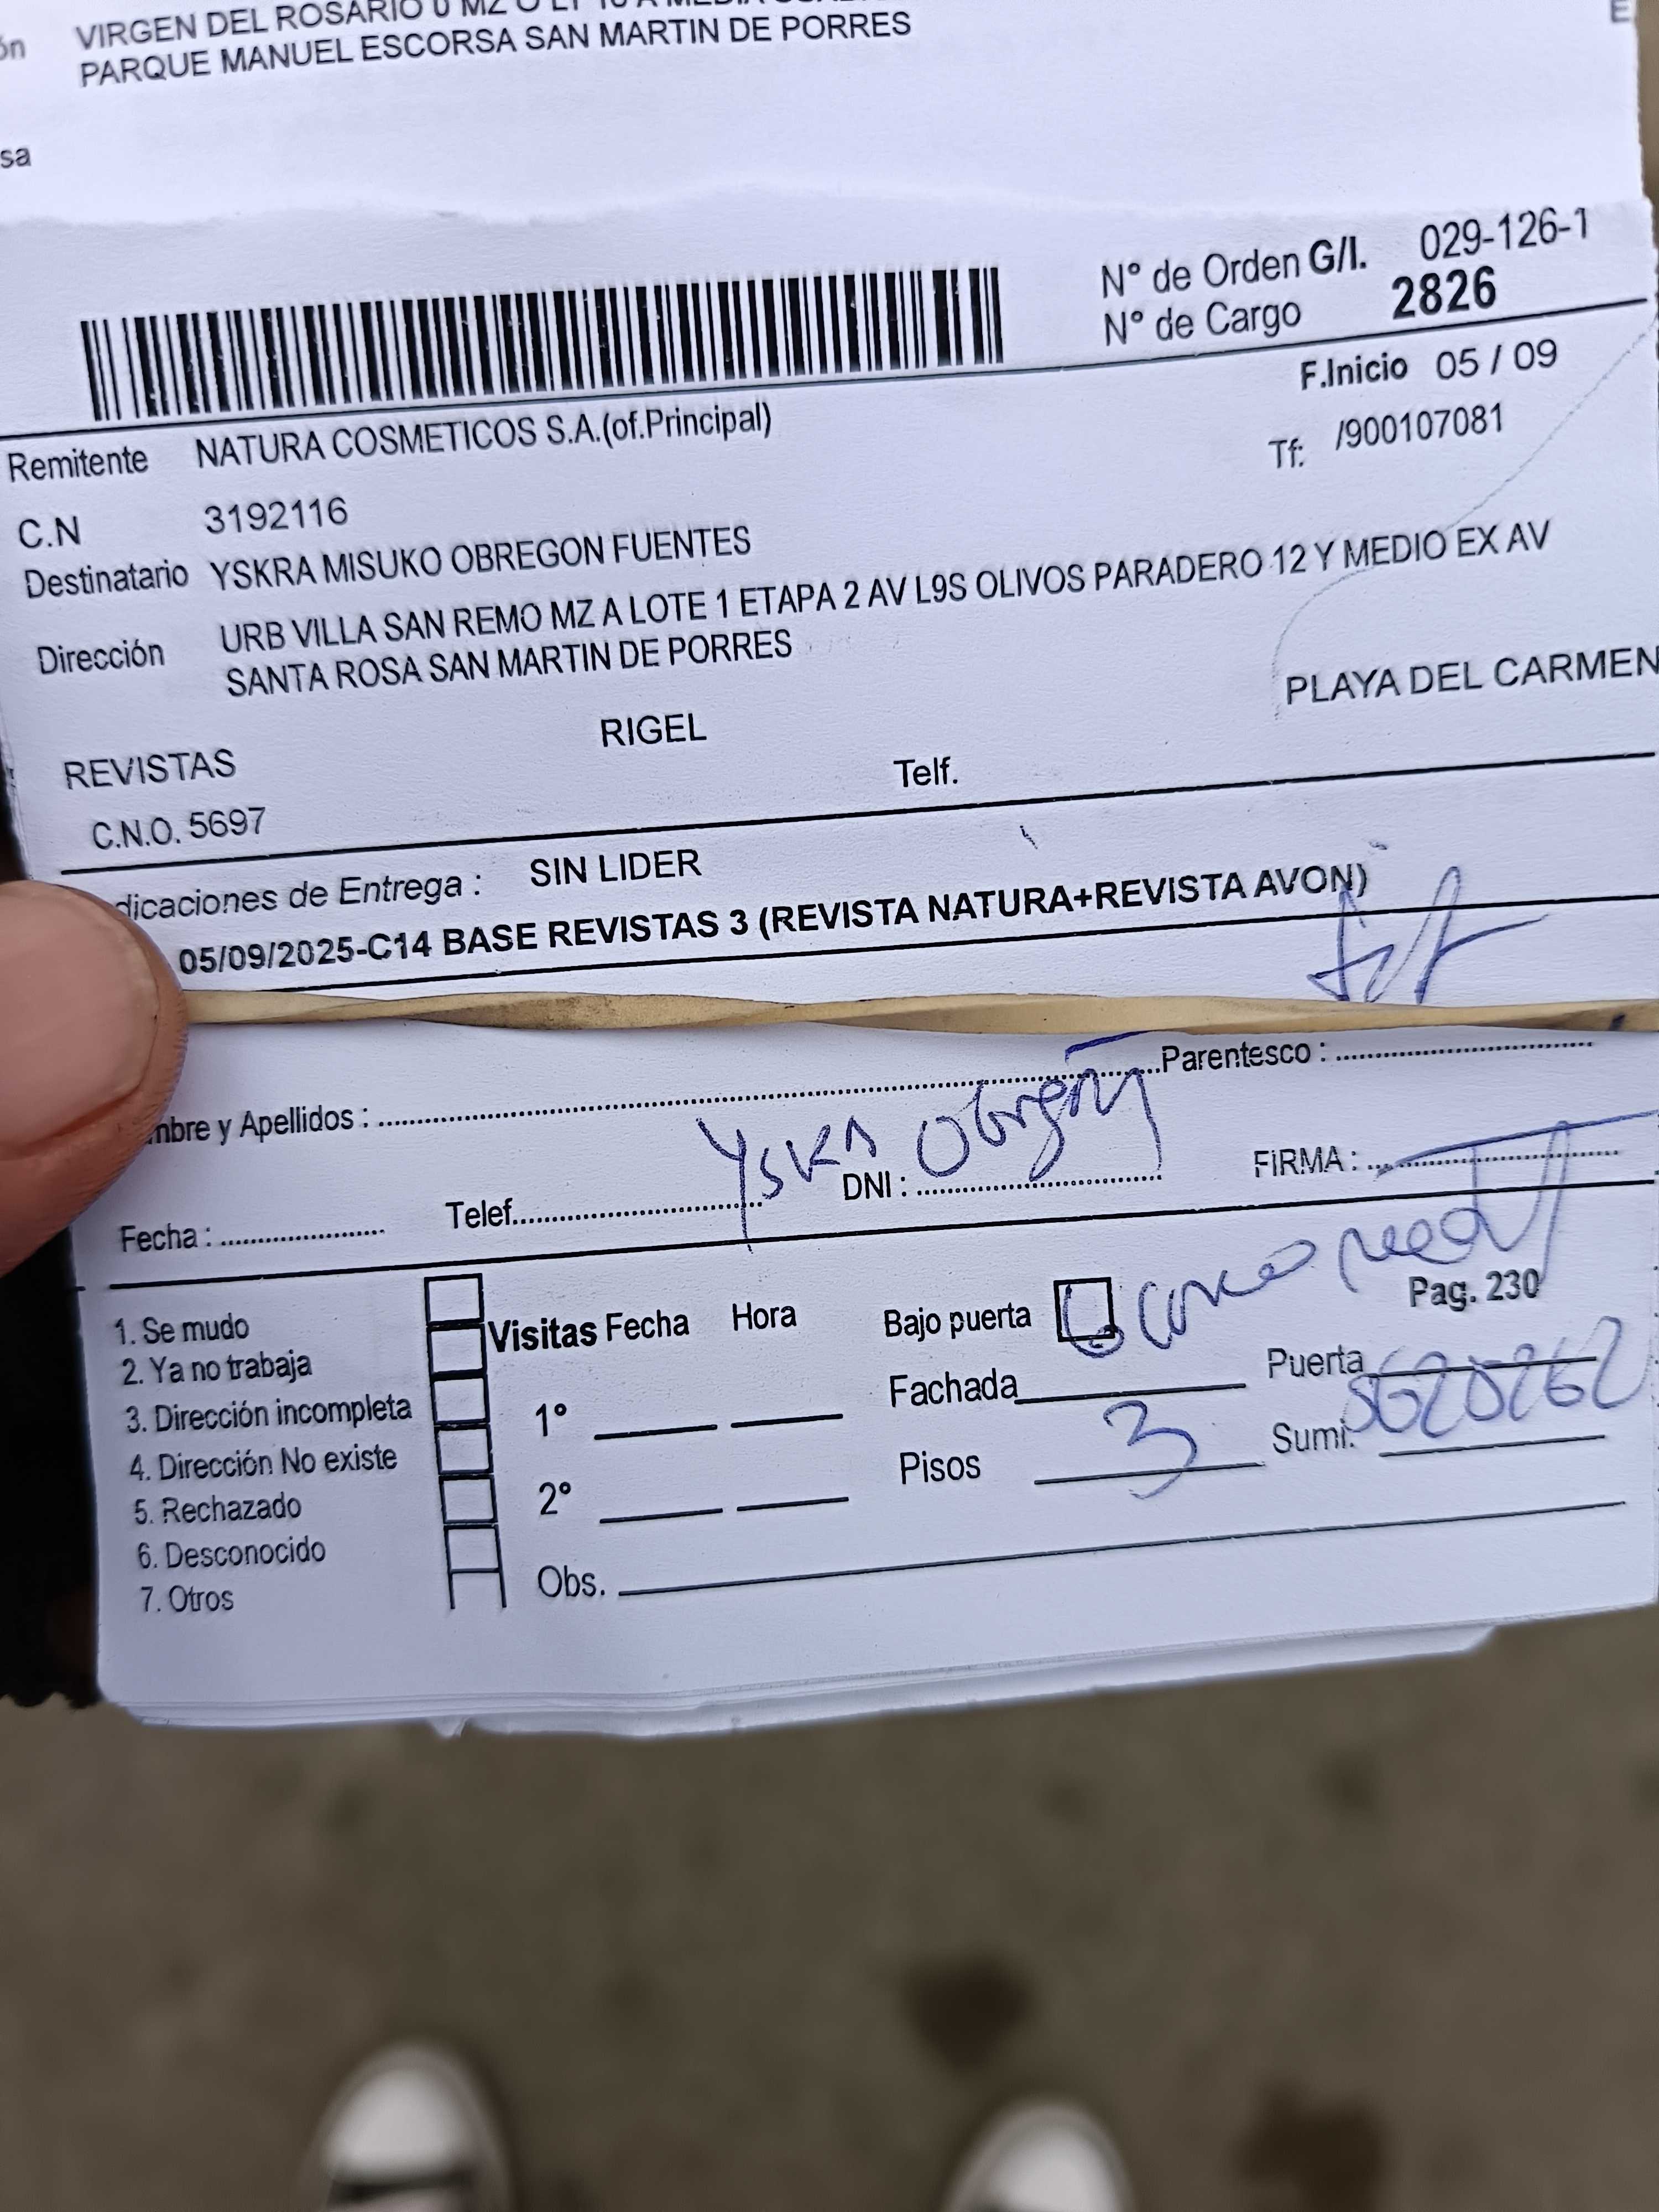 VIRGEN DEL ROSARIO 0 MZ O LT
ón PARQUE MANUEL ESCORSA SAN MARTIN DE PORRES
sa
N° de Orden G/I. 029-126-1
N° de Cargo 2826
F.Inicio 05 / 09
Remitente NATURA COSMETICOS S.A.(of.Principal)
Tf: /900107081
C.N 3192116
Destinatario YSKRA MISUKO OBREGON FUENTES
Dirección URB VILLA SAN REMO MZ A LOTE 1 ETAPA 2 AV L9S OLIVOS PARADERO 12 Y MEDIO EX AV
SANTA ROSA SAN MARTIN DE PORRES
PLAYA DEL CARMEN
REVISTAS RIGEL
C.N.O. 5697 Telf.
dicaciones de Entrega : SIN LIDER
05/09/2025-C14 BASE REVISTAS 3 (REVISTA NATURA+REVISTA AVON)
mbre y Apellidos : Parentesco :
Yskra Obregón
Fecha : Telef. DNI : FIRMA :
1. Se mudo
2. Ya no trabaja
3. Dirección incompleta
4. Dirección No existe
5. Rechazado
6. Desconocido
7. Otros
Visitas Fecha Hora
1°
2°
Obs.
Bajo puerta
Pag. 230
Fachada Puerta
Pisos 3 Sumi.